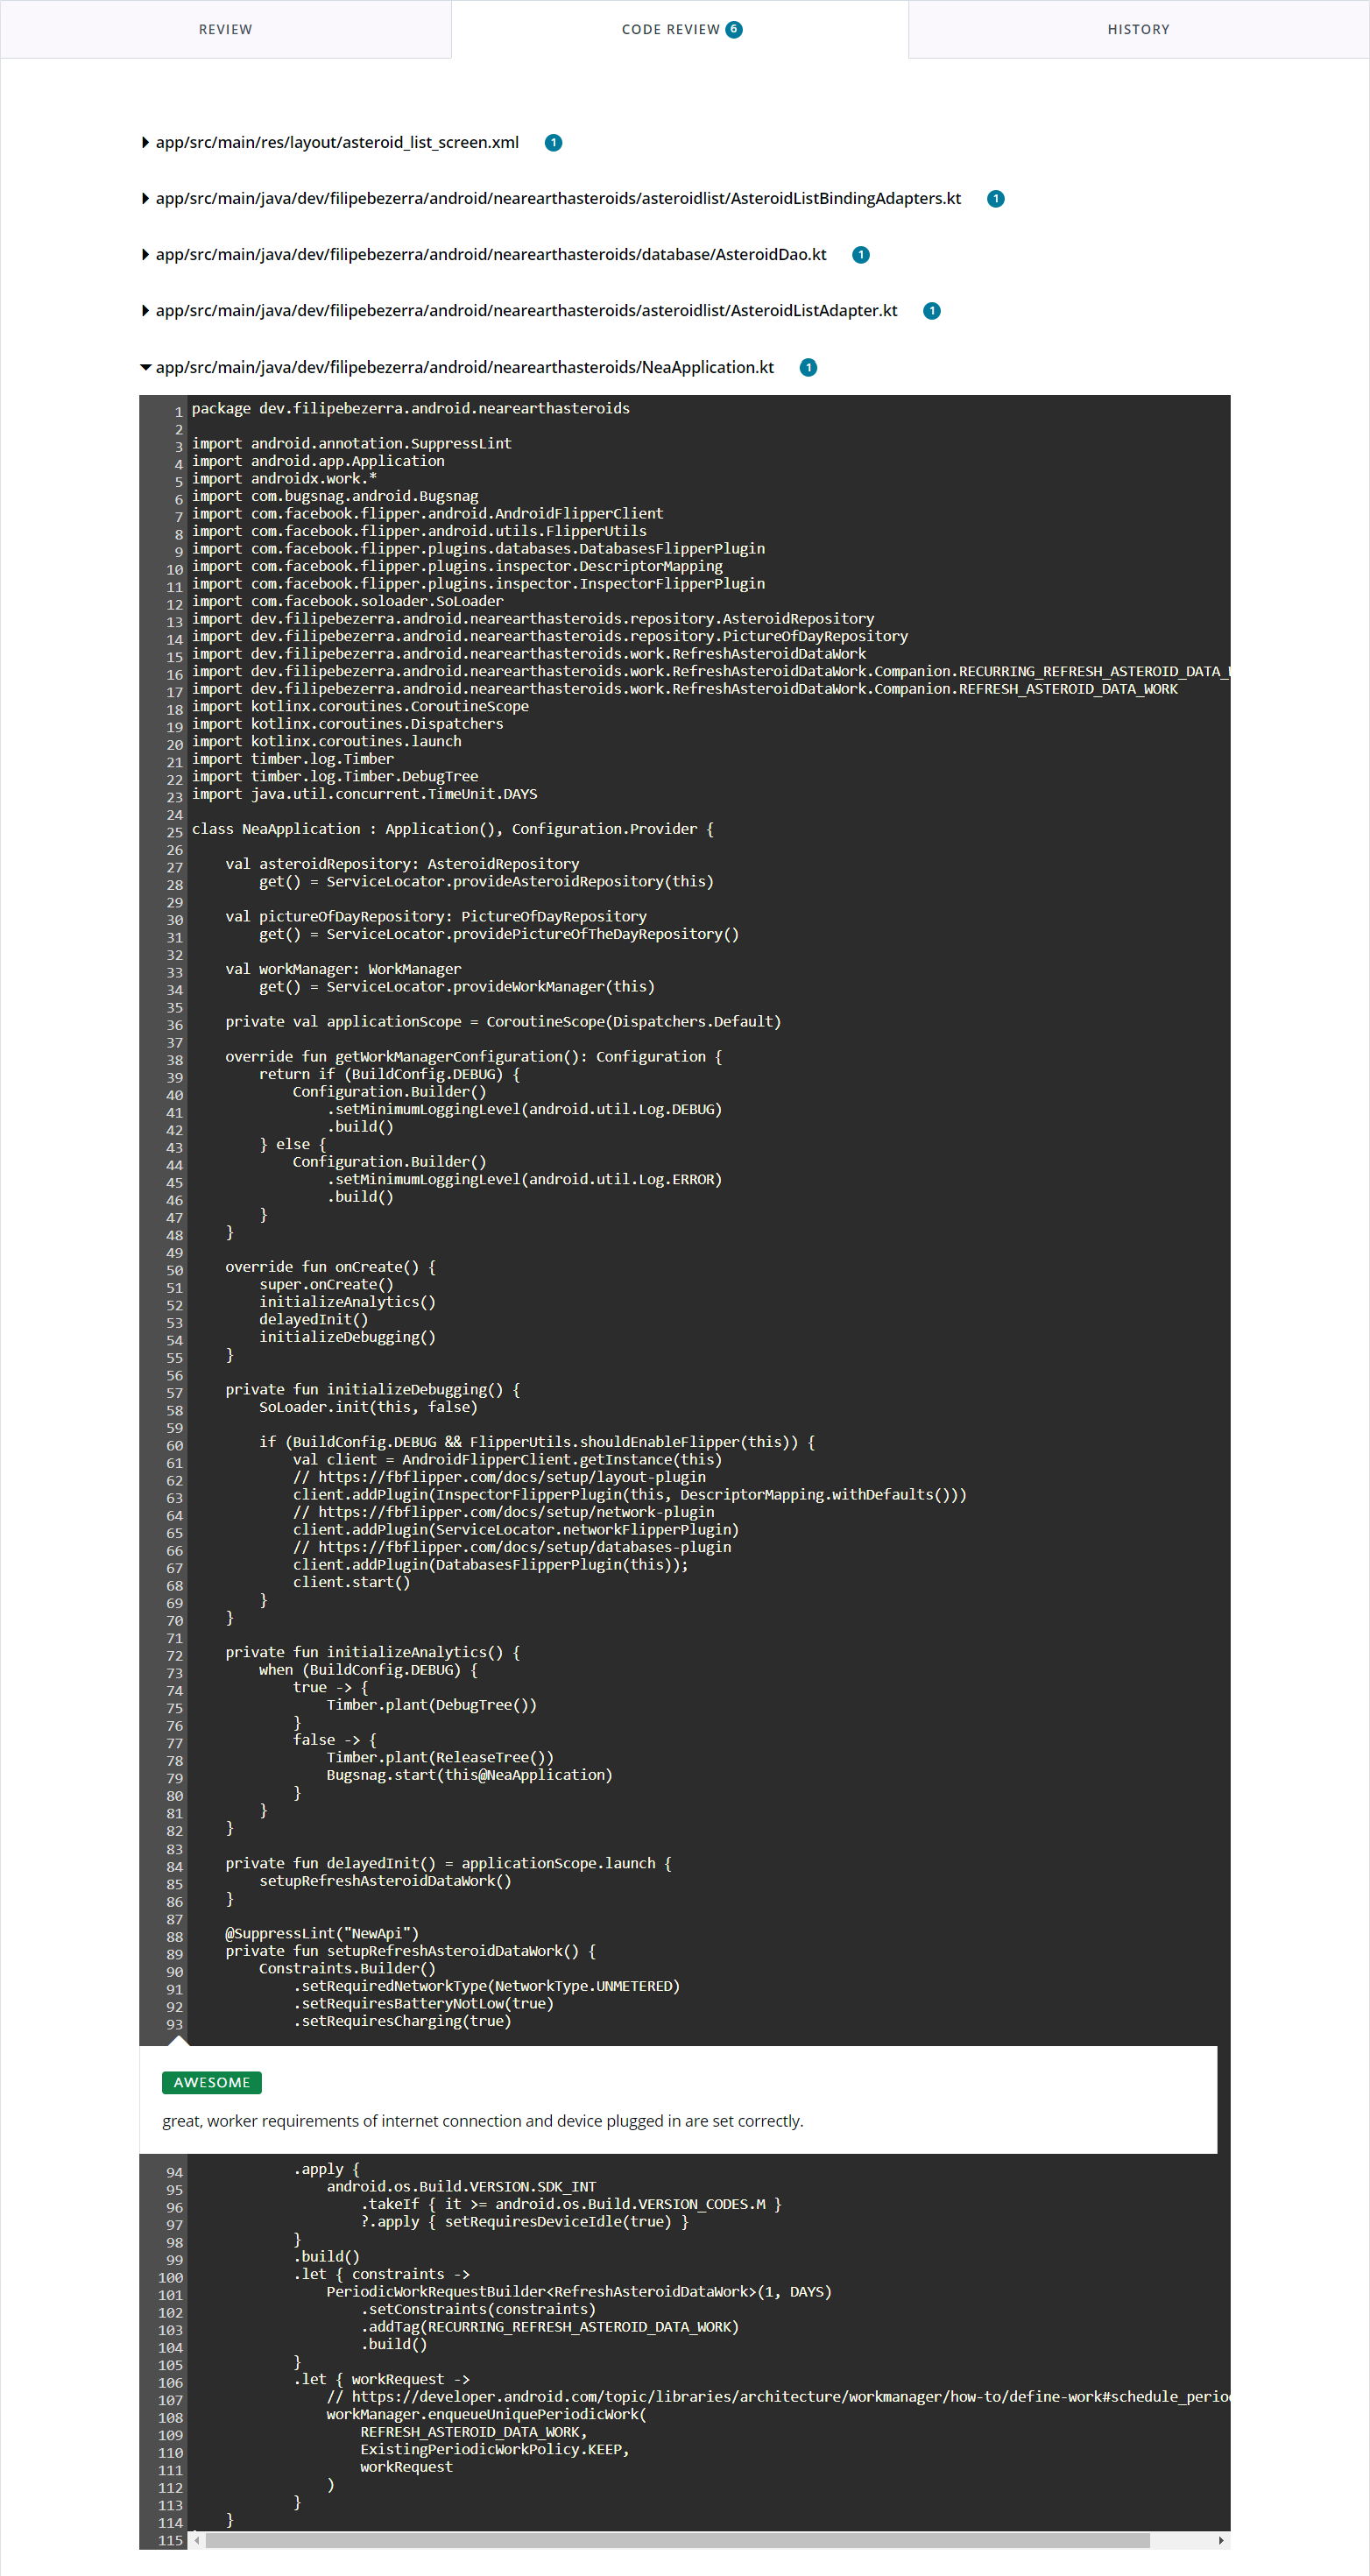 REVIEW
CODE REVIEW 6
HISTORY
app/src/main/res/layout/asteroid_list_screen.xml 1
app/src/main/java/dev/filipebezerra/android/nearearthasteroids/asteroidlist/AsteroidListBindingAdapters.kt 1
app/src/main/java/dev/filipebezerra/android/nearearthasteroids/database/AsteroidDao.kt 1
app/src/main/java/dev/filipebezerra/android/nearearthasteroids/asteroidlist/AsteroidListAdapter.kt 1
app/src/main/java/dev/filipebezerra/android/nearearthasteroids/NeaApplication.kt 1
1 package dev.filipebezerra.android.nearearthasteroids
2
3 import android.annotation.SuppressLint
4 import android.app.Application
5 import androidx.work.*
6 import com.bugsnag.android.Bugsnag
7 import com.facebook.flipper.android.AndroidFlipperClient
8 import com.facebook.flipper.android.utils.FlipperUtils
9 import com.facebook.flipper.plugins.databases.DatabasesFlipperPlugin
10 import com.facebook.flipper.plugins.inspector.DescriptorMapping
11 import com.facebook.flipper.plugins.inspector.InspectorFlipperPlugin
12 import com.facebook.soloader.SoLoader
13 import dev.filipebezerra.android.nearearthasteroids.repository.AsteroidRepository
14 import dev.filipebezerra.android.nearearthasteroids.repository.PictureOfDayRepository
15 import dev.filipebezerra.android.nearearthasteroids.work.RefreshAsteroidDataWork
16 import dev.filipebezerra.android.nearearthasteroids.work.RefreshAsteroidDataWork.Companion.RECURRING_REFRESH_ASTEROID_DATA_
17 import dev.filipebezerra.android.nearearthasteroids.work.RefreshAsteroidDataWork.Companion.REFRESH_ASTEROID_DATA_WORK
18 import kotlinx.coroutines.CoroutineScope
19 import kotlinx.coroutines.Dispatchers
20 import kotlinx.coroutines.launch
21 import timber.log.Timber
22 import timber.log.Timber.DebugTree
23 import java.util.concurrent.TimeUnit.DAYS
24
25 class NeaApplication : Application(), Configuration.Provider {
26
27     val asteroidRepository: AsteroidRepository
28         get() = ServiceLocator.provideAsteroidRepository(this)
29
30     val pictureOfDayRepository: PictureOfDayRepository
31         get() = ServiceLocator.providePictureOfTheDayRepository()
32
33     val workManager: WorkManager
34         get() = ServiceLocator.provideWorkManager(this)
35
36     private val applicationScope = CoroutineScope(Dispatchers.Default)
37
38     override fun getWorkManagerConfiguration(): Configuration {
39         return if (BuildConfig.DEBUG) {
40             Configuration.Builder()
41                 .setMinimumLoggingLevel(android.util.Log.DEBUG)
42                 .build()
43         } else {
44             Configuration.Builder()
45                 .setMinimumLoggingLevel(android.util.Log.ERROR)
46                 .build()
47         }
48     }
49
50     override fun onCreate() {
51         super.onCreate()
52         initializeAnalytics()
53         delayedInit()
54         initializeDebugging()
55     }
56
57     private fun initializeDebugging() {
58         SoLoader.init(this, false)
59
60         if (BuildConfig.DEBUG && FlipperUtils.shouldEnableFlipper(this)) {
61             val client = AndroidFlipperClient.getInstance(this)
62             // https://fbflipper.com/docs/setup/layout-plugin
63             client.addPlugin(InspectorFlipperPlugin(this, DescriptorMapping.withDefaults()))
64             // https://fbflipper.com/docs/setup/network-plugin
65             client.addPlugin(ServiceLocator.networkFlipperPlugin)
66             // https://fbflipper.com/docs/setup/databases-plugin
67             client.addPlugin(DatabasesFlipperPlugin(this));
68             client.start()
69         }
70     }
71
72     private fun initializeAnalytics() {
73         when (BuildConfig.DEBUG) {
74             true -> {
75                 Timber.plant(DebugTree())
76             }
77             false -> {
78                 Timber.plant(ReleaseTree())
79                 Bugsnag.start(this@NeaApplication)
80             }
81         }
82     }
83
84     private fun delayedInit() = applicationScope.launch {
85         setupRefreshAsteroidDataWork()
86     }
87
88     @SuppressLint("NewApi")
89     private fun setupRefreshAsteroidDataWork() {
90         Constraints.Builder()
91             .setRequiredNetworkType(NetworkType.UNMETERED)
92             .setRequiresBatteryNotLow(true)
93             .setRequiresCharging(true)
AWESOME
great, worker requirements of internet connection and device plugged in are set correctly.
94             .apply {
95                 android.os.Build.VERSION.SDK_INT
96                     .takeIf { it >= android.os.Build.VERSION_CODES.M }
97                     ?.apply { setRequiresDeviceIdle(true) }
98             }
99             .build()
100             .let { constraints ->
101                 PeriodicWorkRequestBuilder<RefreshAsteroidDataWork>(1, DAYS)
102                     .setConstraints(constraints)
103                     .addTag(RECURRING_REFRESH_ASTEROID_DATA_WORK)
104                     .build()
105             }
106             .let { workRequest ->
107                 // https://developer.android.com/topic/libraries/architecture/workmanager/how-to/define-work#schedule_perio
108                 workManager.enqueueUniquePeriodicWork(
109                     REFRESH_ASTEROID_DATA_WORK,
110                     ExistingPeriodicWorkPolicy.KEEP,
111                     workRequest
112                 )
113             }
114     }
115